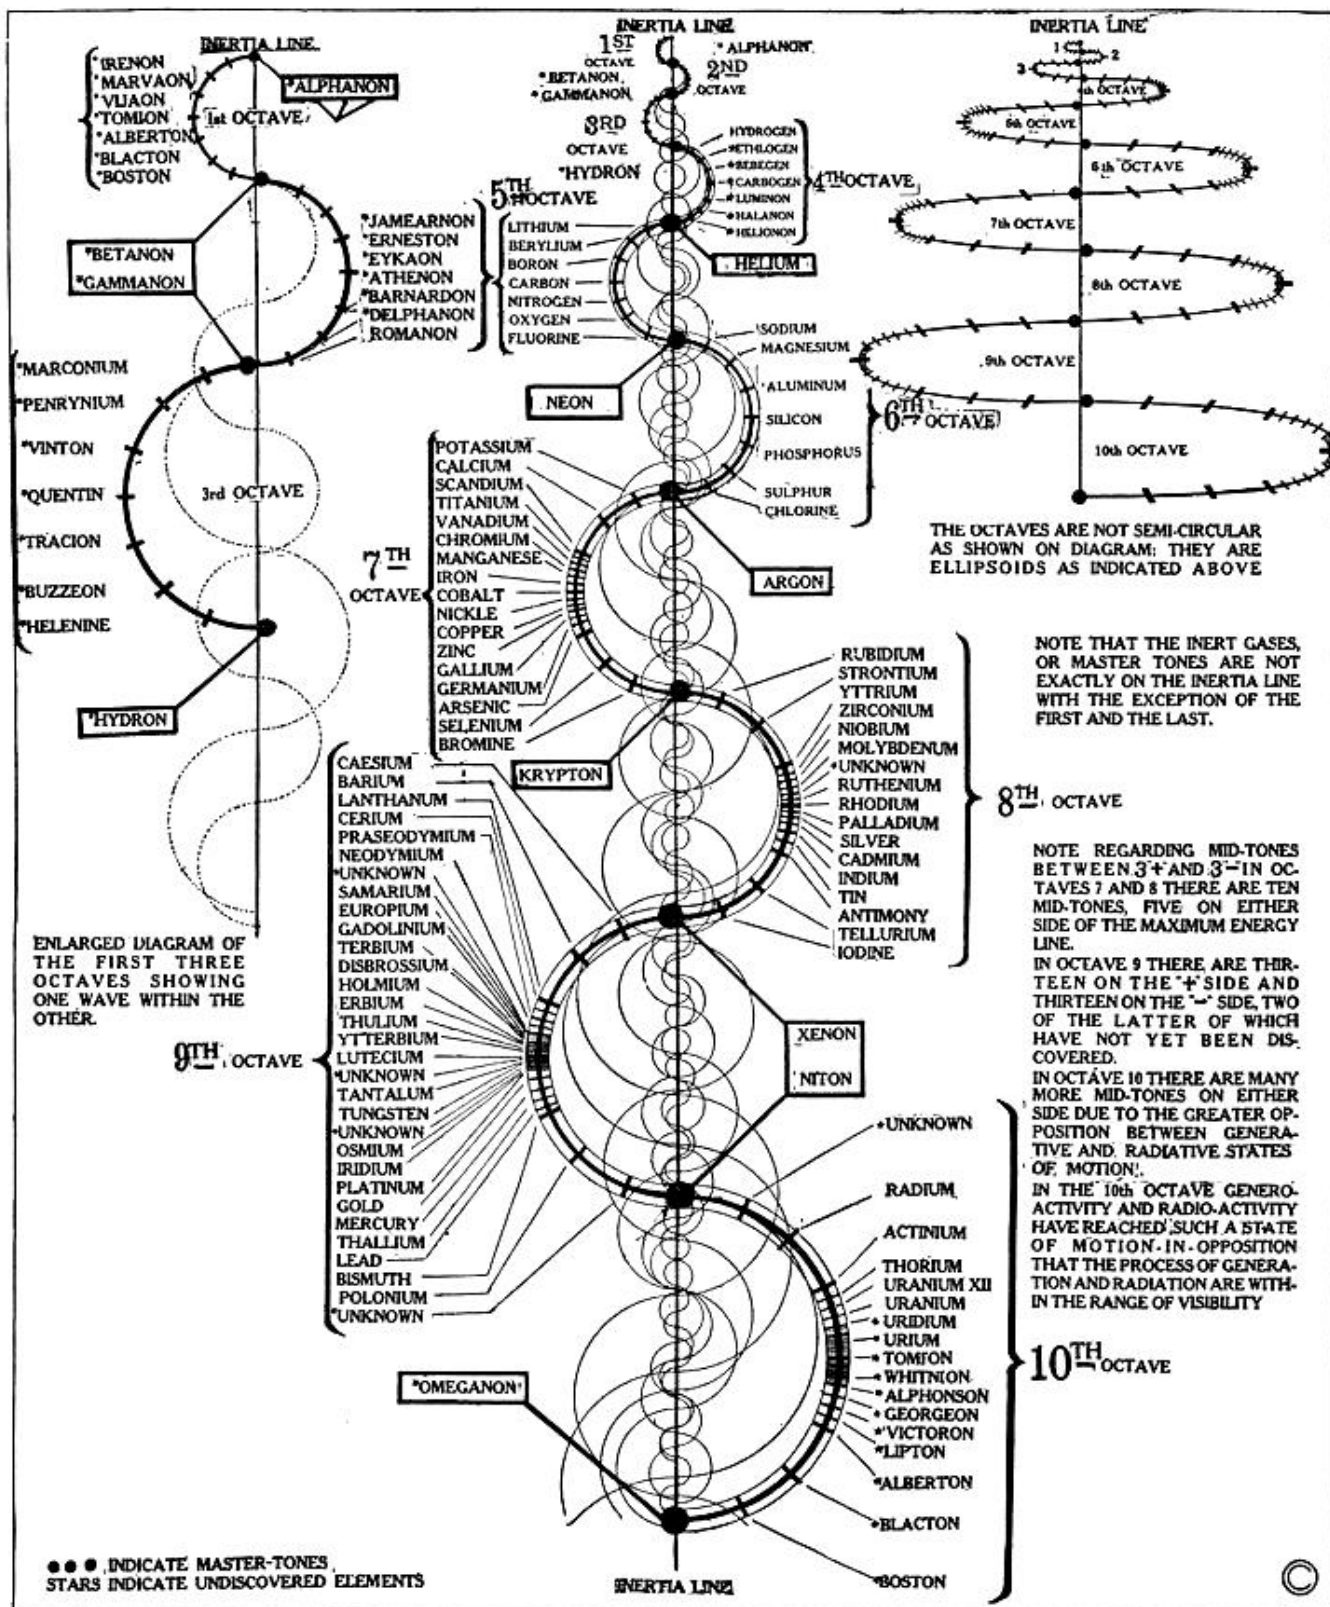 INERTIA LINE
*IRENON
*MARVAON
*VIJAON
*TOMION
*ALBERTON
*BLACTON
*BOSTON
*ALPHANON
1st OCTAVE
*BETANON
*GAMMANON
*JAMEARNON
*ERNESTON
*EYKAON
*ATHENON
*BARNARDON
*DELPHANON
ROMANON
*MARCONIUM
*PENRYNIUM
*VINTON
*QUENTIN
*TRACION
*BUZZEON
*HELENINE
3rd OCTAVE
*HYDRON
ENLARGED DIAGRAM OF
THE FIRST THREE
OCTAVES SHOWING
ONE WAVE WITHIN THE
OTHER.
INERTIA LINE
1ST
OCTAVE
*ALPHANON
*BETANON
*GAMMANON
2ND
OCTAVE
3RD
OCTAVE
*HYDRON
HYDROGEN
*ETHLOGEN
*BEBEGEN
*CARBOGEN
*LUMINON
*HALANON
*HELIONON
4TH OCTAVE
HELIUM
5TH
OCTAVE
LITHIUM
BERYLIUM
BORON
CARBON
NITROGEN
OXYGEN
FLUORINE
NEON
SODIUM
MAGNESIUM
ALUMINUM
SILICON
PHOSPHORUS
SULPHUR
CHLORINE
6TH OCTAVE
ARGON
7TH
OCTAVE
POTASSIUM
CALCIUM
SCANDIUM
TITANIUM
VANADIUM
CHROMIUM
MANGANESE
IRON
COBALT
NICKLE
COPPER
ZINC
GALLIUM
GERMANIUM
ARSENIC
SELENIUM
BROMINE
KRYPTON
RUBIDIUM
STRONTIUM
YTTRIUM
ZIRCONIUM
NIOBIUM
MOLYBDENUM
*UNKNOWN
RUTHENIUM
RHODIUM
PALLADIUM
SILVER
CADMIUM
INDIUM
TIN
ANTIMONY
TELLURIUM
IODINE
8TH OCTAVE
XENON
NITON
9TH OCTAVE
CAESIUM
BARIUM
LANTHANUM
CERIUM
PRASEODYMIUM
NEODYMIUM
*UNKNOWN
SAMARIUM
EUROPIUM
GADOLINIUM
TERBIUM
DISBROSSIUM
HOLMIUM
ERBIUM
THULIUM
YTTERBIUM
LUTECIUM
*UNKNOWN
TANTALUM
TUNGSTEN
*UNKNOWN
OSMIUM
IRIDIUM
PLATINUM
GOLD
MERCURY
THALLIUM
LEAD
BISMUTH
POLONIUM
*UNKNOWN
*UNKNOWN
RADIUM
ACTINIUM
THORIUM
URANIUM XII
URANIUM
*URIDIUM
*URIUM
*TOMION
*WHITNION
*ALPHONSON
*GEORGEON
*VICTORON
*LIPTON
*ALBERTON
*BLACTON
*BOSTON
10TH OCTAVE
*OMEGANON
INERTIA LINE
INERTIA LINE
1
2
3
4th OCTAVE
5th OCTAVE
6th OCTAVE
7th OCTAVE
8th OCTAVE
9th OCTAVE
10th OCTAVE
THE OCTAVES ARE NOT SEMI-CIRCULAR
AS SHOWN ON DIAGRAM: THEY ARE
ELLIPSOIDS AS INDICATED ABOVE
NOTE THAT THE INERT GASES,
OR MASTER TONES ARE NOT
EXACTLY ON THE INERTIA LINE
WITH THE EXCEPTION OF THE
FIRST AND THE LAST.
NOTE REGARDING MID-TONES
BETWEEN 3+ AND 3- IN OC-
TAVES 7 AND 8 THERE ARE TEN
MID-TONES, FIVE ON EITHER
SIDE OF THE MAXIMUM ENERGY
LINE.
IN OCTAVE 9 THERE ARE THIR-
TEEN ON THE "+" SIDE AND
THIRTEEN ON THE "-" SIDE, TWO
OF THE LATTER OF WHICH
HAVE NOT YET BEEN DIS-
COVERED.
IN OCTAVE 10 THERE ARE MANY
MORE MID-TONES ON EITHER
SIDE DUE TO THE GREATER OP-
POSITION BETWEEN GENERA-
TIVE AND RADIATIVE STATES
OF MOTION.
IN THE 10th OCTAVE GENERO-
ACTIVITY AND RADIO-ACTIVITY
HAVE REACHED SUCH A STATE
OF MOTION-IN-OPPOSITION
THAT THE PROCESS OF GENERA-
TION AND RADIATION ARE WITH-
IN THE RANGE OF VISIBILITY
●●● INDICATE MASTER-TONES
STARS INDICATE UNDISCOVERED ELEMENTS
©